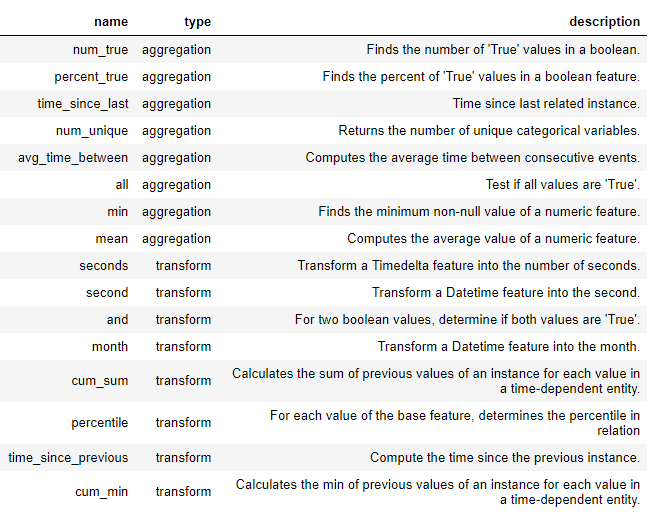 name type description
num_true aggregation Finds the number of 'True' values in a boolean.
percent_true aggregation Finds the percent of 'True' values in a boolean feature.
time_since_last aggregation Time since last related instance.
num_unique aggregation Returns the number of unique categorical variables.
avg_time_between aggregation Computes the average time between consecutive events.
all aggregation Test if all values are 'True'.
min aggregation Finds the minimum non-null value of a numeric feature.
mean aggregation Computes the average value of a numeric feature.
seconds transform Transform a Timedelta feature into the number of seconds.
second transform Transform a Datetime feature into the second.
and transform For two boolean values, determine if both values are 'True'.
month transform Transform a Datetime feature into the month.
cum_sum transform Calculates the sum of previous values of an instance for each value in
a time-dependent entity.
percentile transform For each value of the base feature, determines the percentile in
relation
time_since_previous transform Compute the time since the previous instance.
cum_min transform Calculates the min of previous values of an instance for each value in
a time-dependent entity.